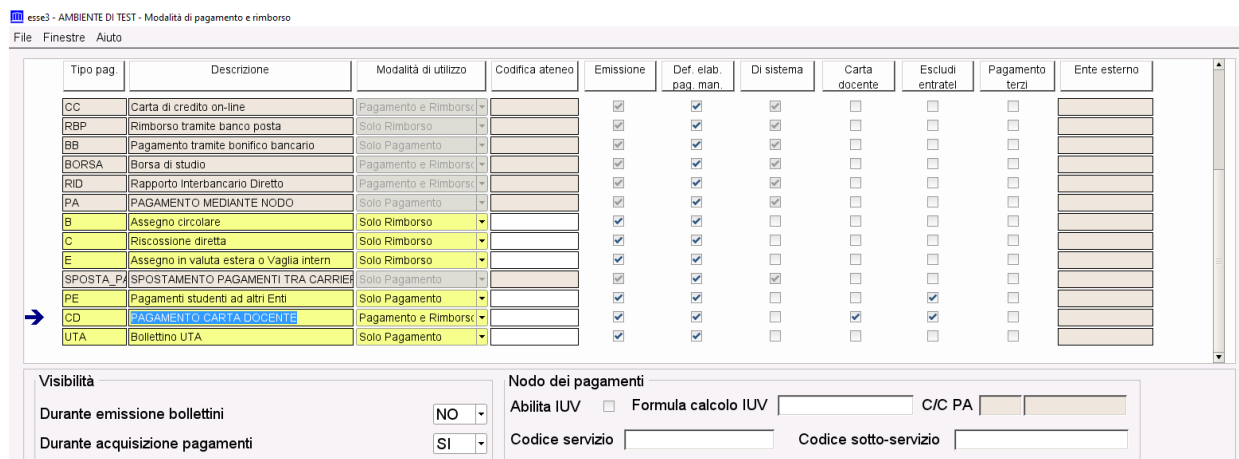 esse3 - AMBIENTE DI TEST - Modalità di pagamento e rimborso
File Finestre Aiuto
Tipo pag. Descrizione Modalità di utilizzo Codifica ateneo Emissione Def. elab. pag. man. Di sistema Carta docente Escludi entratel Pagamento terzi Ente esterno
CC Carta di credito on-line Pagamento e Rimborso
RBP Rimborso tramite banco posta Solo Rimborso
BB Pagamento tramite bonifico bancario Solo Pagamento
BORSA Borsa di studio Pagamento e Rimborso
RID Rapporto Interbancario Diretto Pagamento e Rimborso
PA PAGAMENTO MEDIANTE NODO Solo Pagamento
B Assegno circolare Solo Rimborso
C Riscossione diretta Solo Rimborso
E Assegno in valuta estera o Vaglia intern Solo Rimborso
SPOSTA_PA SPOSTAMENTO PAGAMENTI TRA CARRIER Solo Pagamento
PE Pagamenti studenti ad altri Enti Solo Pagamento
CD PAGAMENTO CARTA DOCENTE Pagamento e Rimborso
UTA Bollettino UTA Solo Pagamento
Visibilità
Durante emissione bollettini NO
Durante acquisizione pagamenti SI
Nodo dei pagamenti
Abilita IUV Formula calcolo IUV C/C PA
Codice servizio Codice sotto-servizio